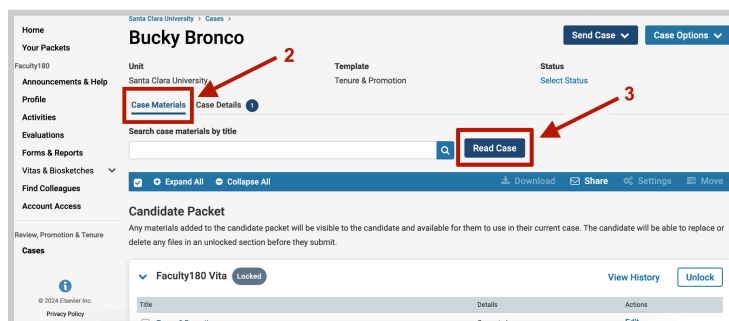 Home
Your Packets
Faculty180
Announcements & Help
Profile
Activities
Evaluations
Forms & Reports
Vitas & Biosketches
Find Colleagues
Account Access
Review, Promotion & Tenure
Cases
© 2024 Elsevier Inc.
Privacy Policy
Santa Clara University > Cases >
Bucky Bronco
Send Case
Case Options
2
Unit
Template
Status
Santa Clara University
Tenure & Promotion
Select Status
3
Case Materials
Case Details 1
Search case materials by title
Read Case
Expand All
Collapse All
Download
Share
Settings
Move
Candidate Packet
Any materials added to the candidate packet will be visible to the candidate and available for them to use in their current case. The candidate will be able to replace or
delete any files in an unlocked section before they submit.
Faculty180 Vita Locked
View History
Unlock
Title
Details
Actions